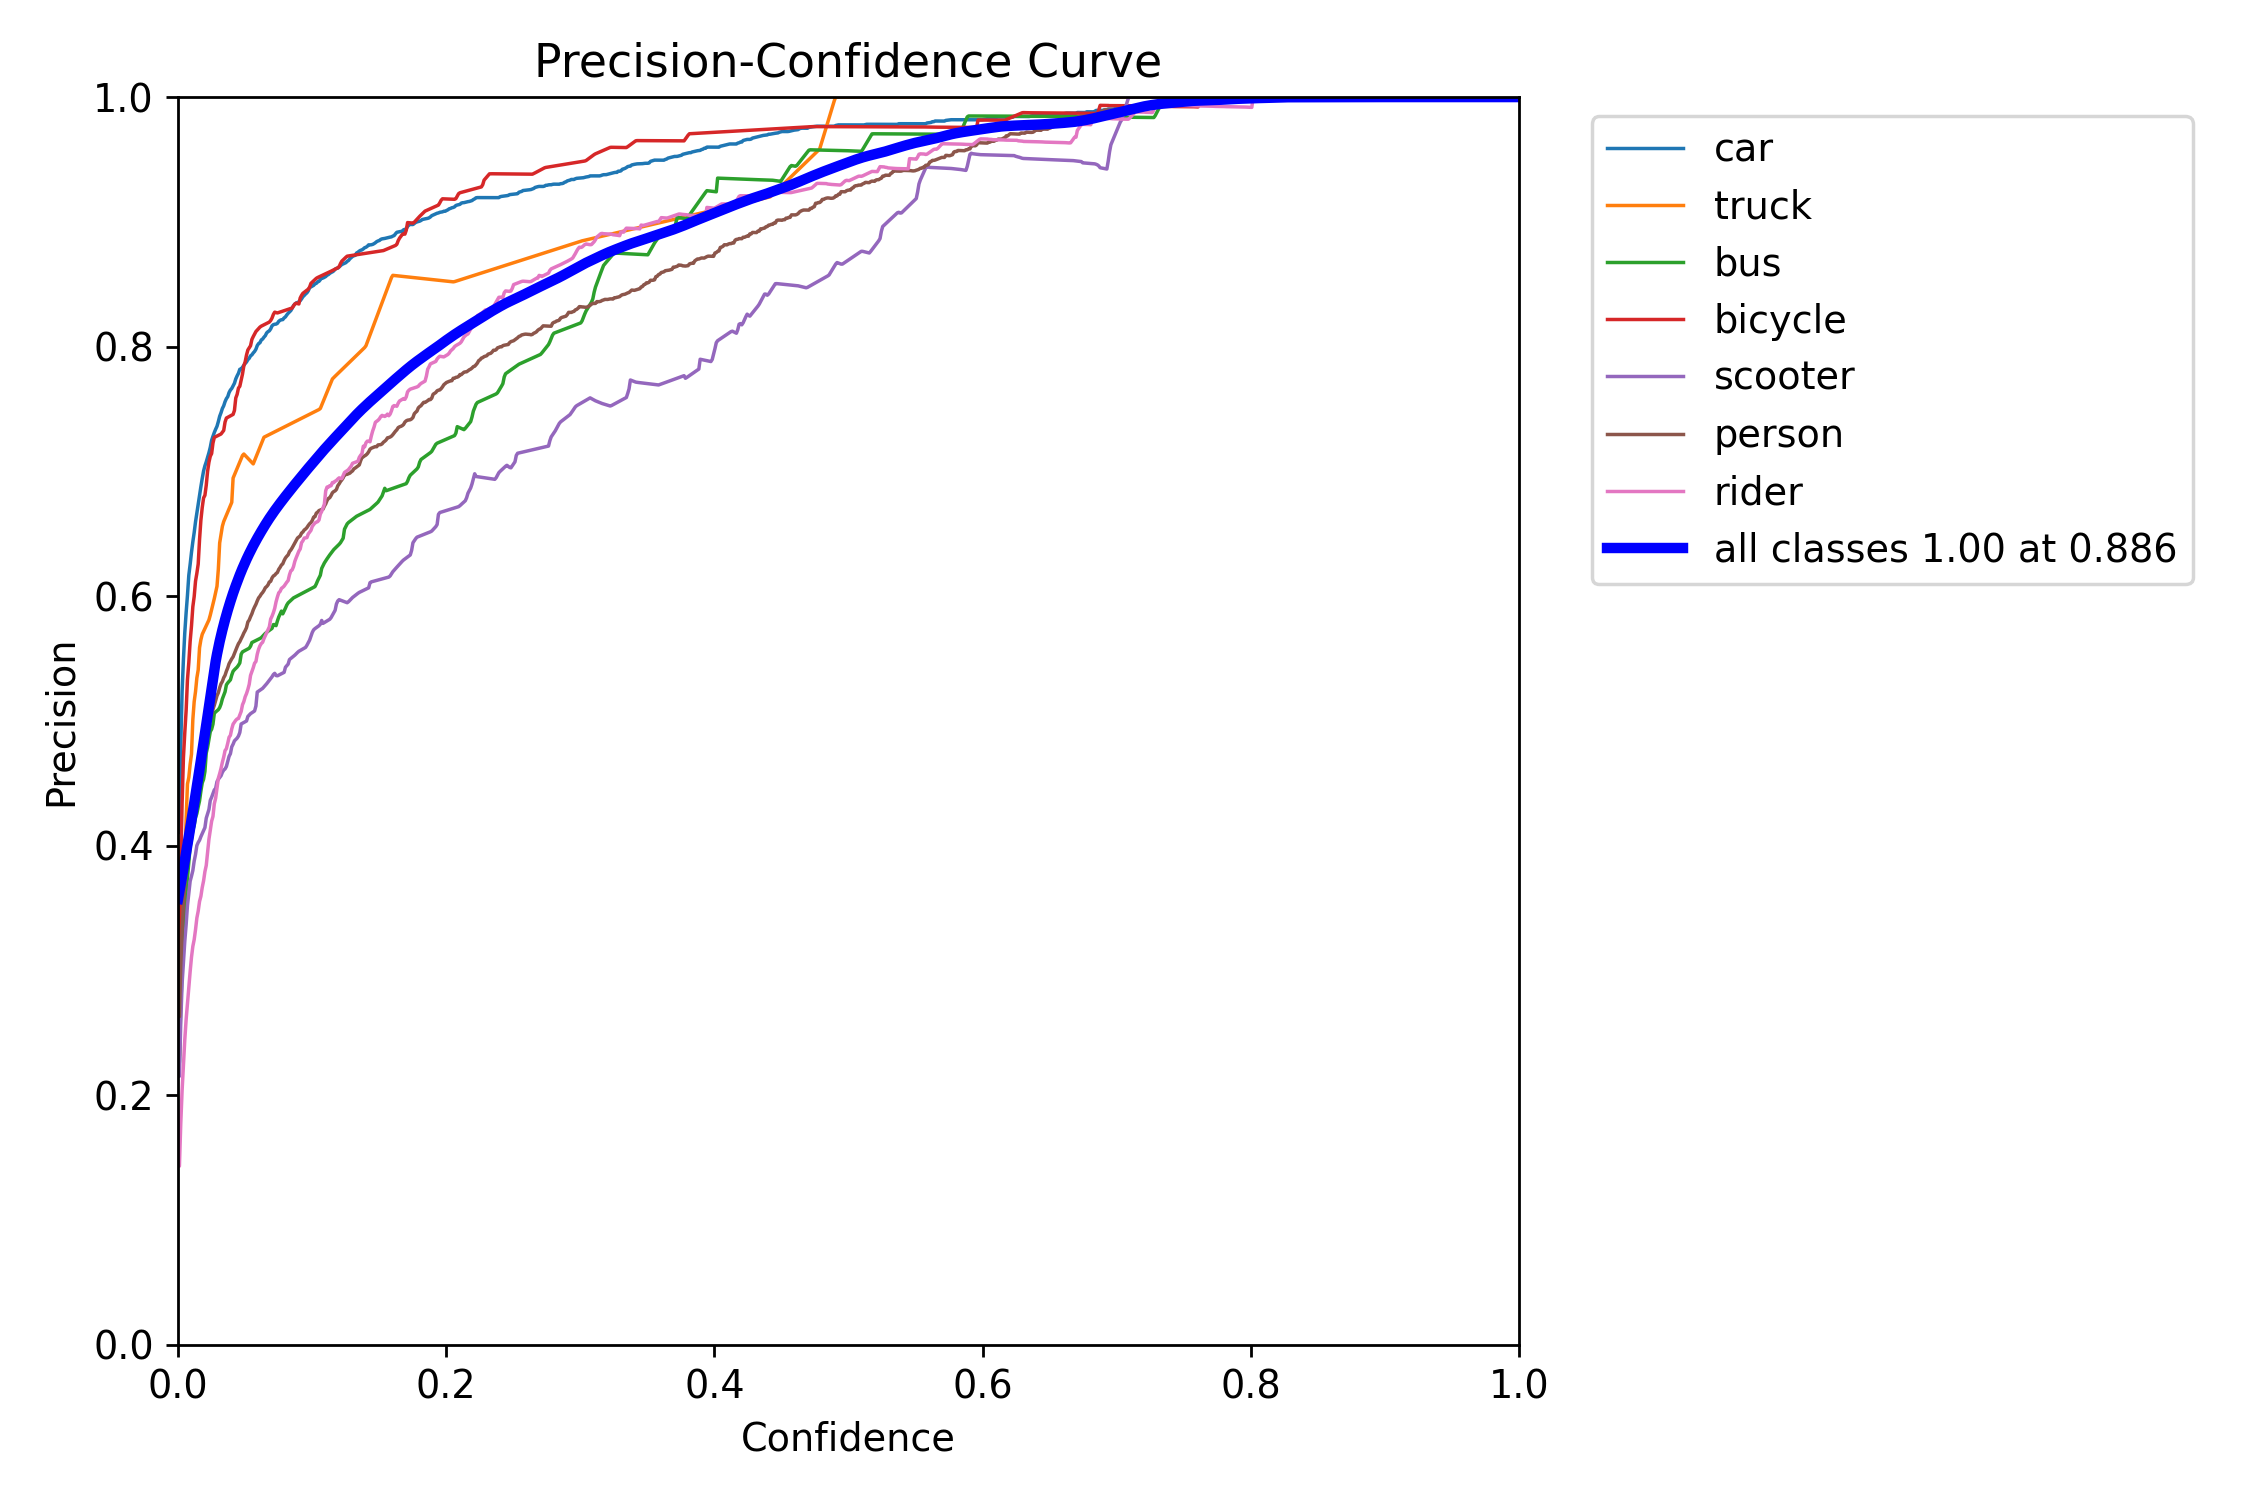 Precision-Confidence Curve
1.0
0.8
0.6
0.4
0.2
0.0
Precision
0.0 0.2 0.4 0.6 0.8 1.0
Confidence
car
truck
bus
bicycle
scooter
person
rider
all classes 1.00 at 0.886